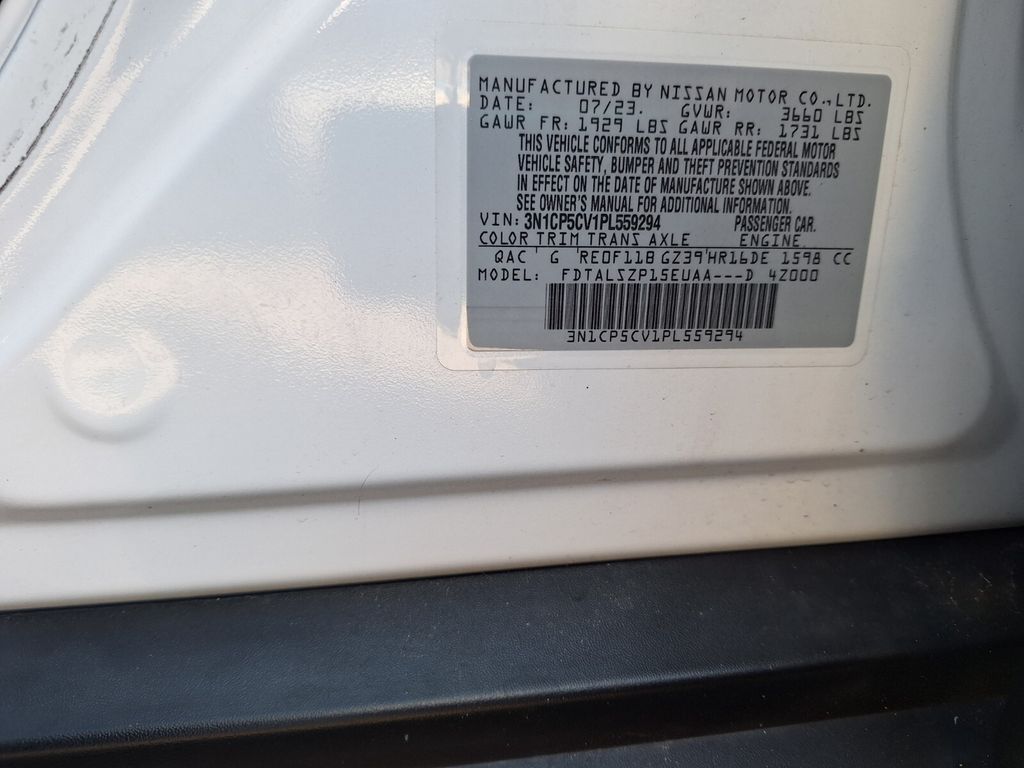 MANUFACTURED BY NISSAN MOTOR CO., LTD.
DATE: 07/23. GVWR: 3660 LBS
GAWR FR: 1929 LBS GAWR RR: 1731 LBS
THIS VEHICLE CONFORMS TO ALL APPLICABLE FEDERAL MOTOR
VEHICLE SAFETY, BUMPER AND THEFT PREVENTION STANDARDS
IN EFFECT ON THE DATE OF MANUFACTURE SHOWN ABOVE.
SEE OWNER'S MANUAL FOR ADDITIONAL INFORMATION.
VIN: 3N1CP5CV1PL559294 PASSENGER CAR.
COLOR TRIM TRANS AXLE ENGINE
QAC ' G 'RE0F11B GZ39'HR16DE 1598 CC
MODEL: FDTALSZP15EUAA---D 4Z000
3N1CP5CV1PL559294